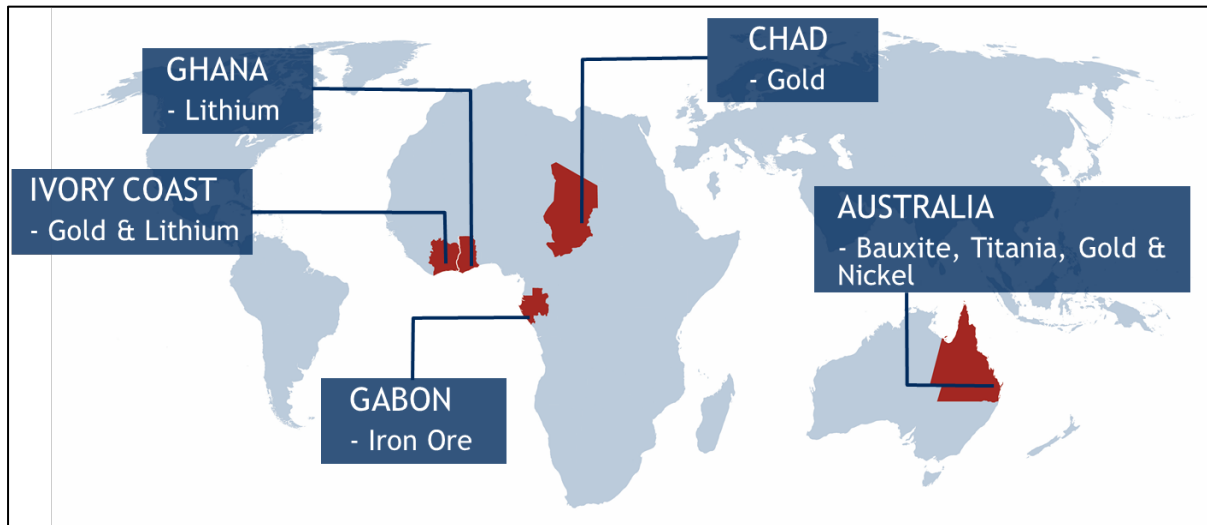 CHAD
- Gold
GHANA
- Lithium
IVORY COAST
- Gold & Lithium
AUSTRALIA
- Bauxite, Titania, Gold &
Nickel
GABON
- Iron Ore